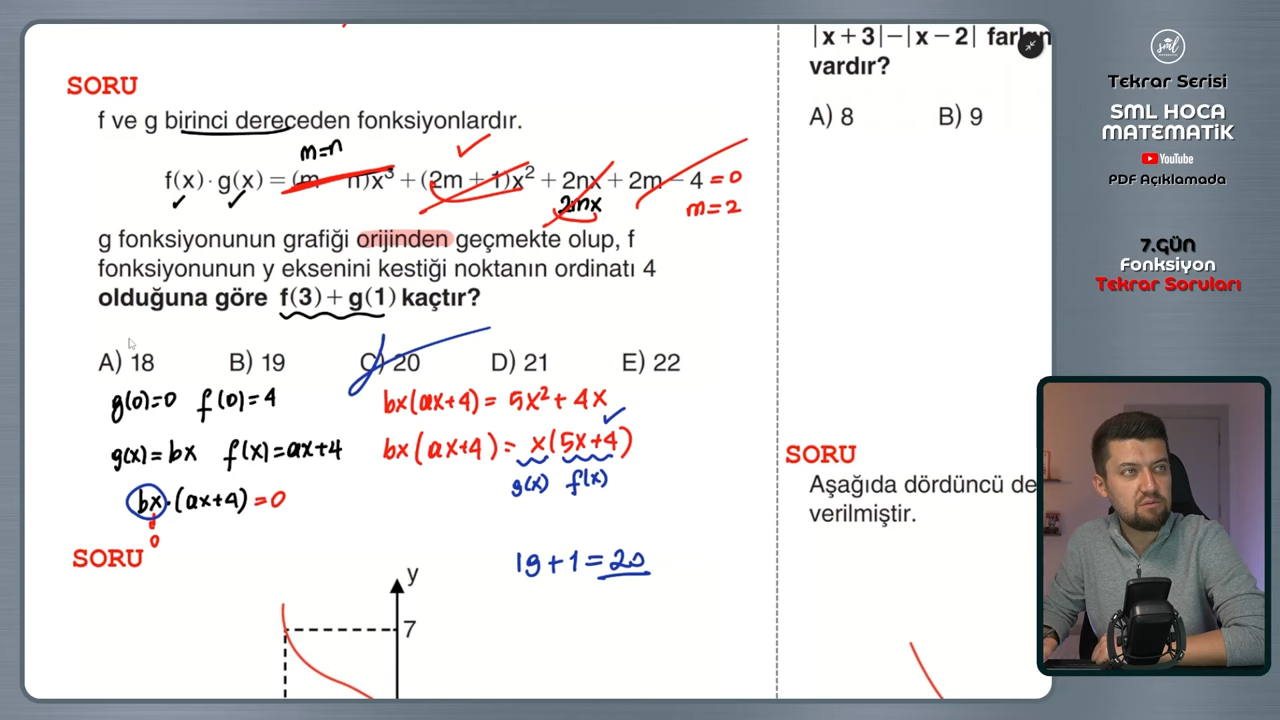 SORU
f ve g birinci dereceden fonksiyonlardır.
m=n
f(x) · g(x) = (m − n)x³ + (2m + 1)x² + 2nx + 2m − 4 = 0
2mx
m=2
g fonksiyonunun grafiği orijinden geçmekte olup, f
fonksiyonunun y eksenini kestiği noktanın ordinatı 4
olduğuna göre f(3) + g(1) kaçtır?
A) 18 B) 19 C) 20 D) 21 E) 22
g(0)=0 f(0)=4
g(x)=bx f(x)=ax+4
bx·(ax+4)=0
0
bx(ax+4)= 5x²+4x
bx(ax+4)= x(5x+4)
g(x) f(x)
19+1=20
SORU
y
7
|x + 3| − |x − 2|
vardır?
A) 8 B) 9
SORU
Aşağıda dördüncü de
verilmiştir.
sml
Tekrar Serisi
SML HOCA
MATEMATİK
YouTube
PDF Açıklamada
7.GÜN
Fonksiyon
Tekrar Soruları